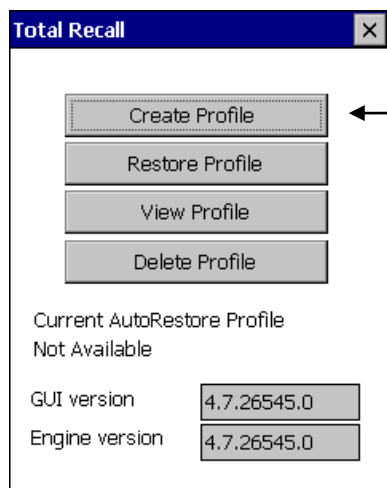 Total Recall
Create Profile
Restore Profile
View Profile
Delete Profile
Current AutoRestore Profile
Not Available
GUI version 4.7.26545.0
Engine version 4.7.26545.0